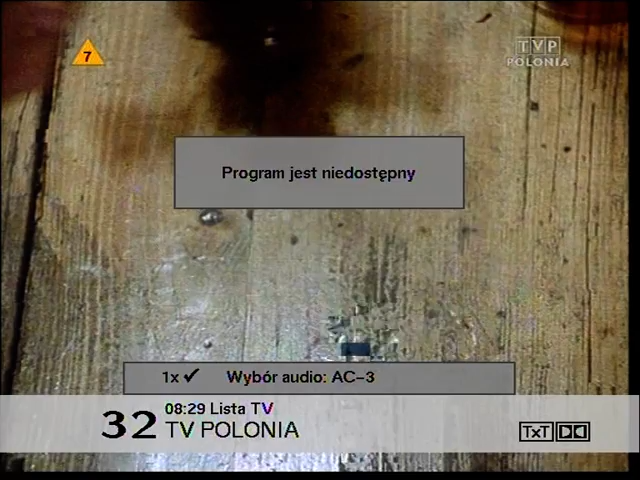 7
TVP
POLONIA
Program jest niedostępny
1x ✓ Wybór audio: AC-3
32
08:29 Lista TV
TV POLONIA
TxT